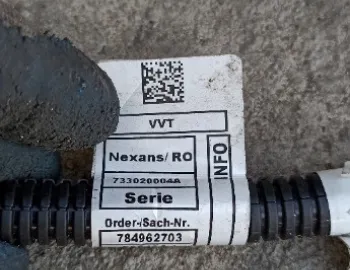 VVT
Nexans/ RO
733020004A
Serie
INFO
Order-/Sach-Nr.
784962703